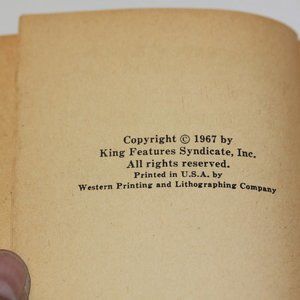 Copyright © 1967 by
King Features Syndicate, Inc.
All rights reserved.
Printed in U.S.A. by
Western Printing and Lithographing Company